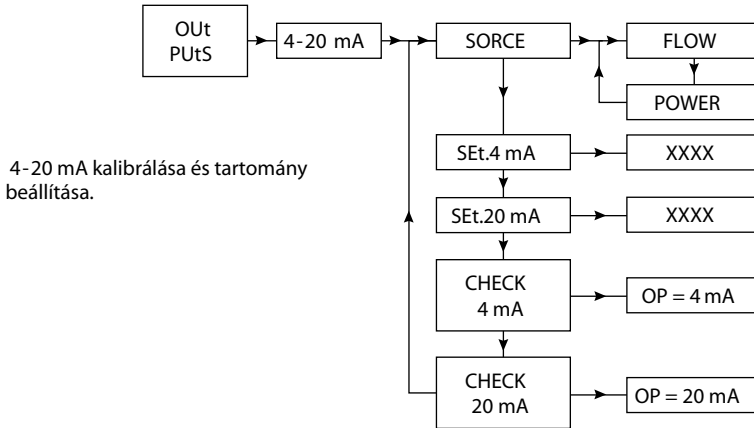 OUt
PUtS
4-20 mA
SORCE
FLOW
POWER
4-20 mA kalibrálása és tartomány
beállítása.
SEt.4 mA
XXXX
SEt.20 mA
XXXX
CHECK
4 mA
OP = 4 mA
CHECK
20 mA
OP = 20 mA